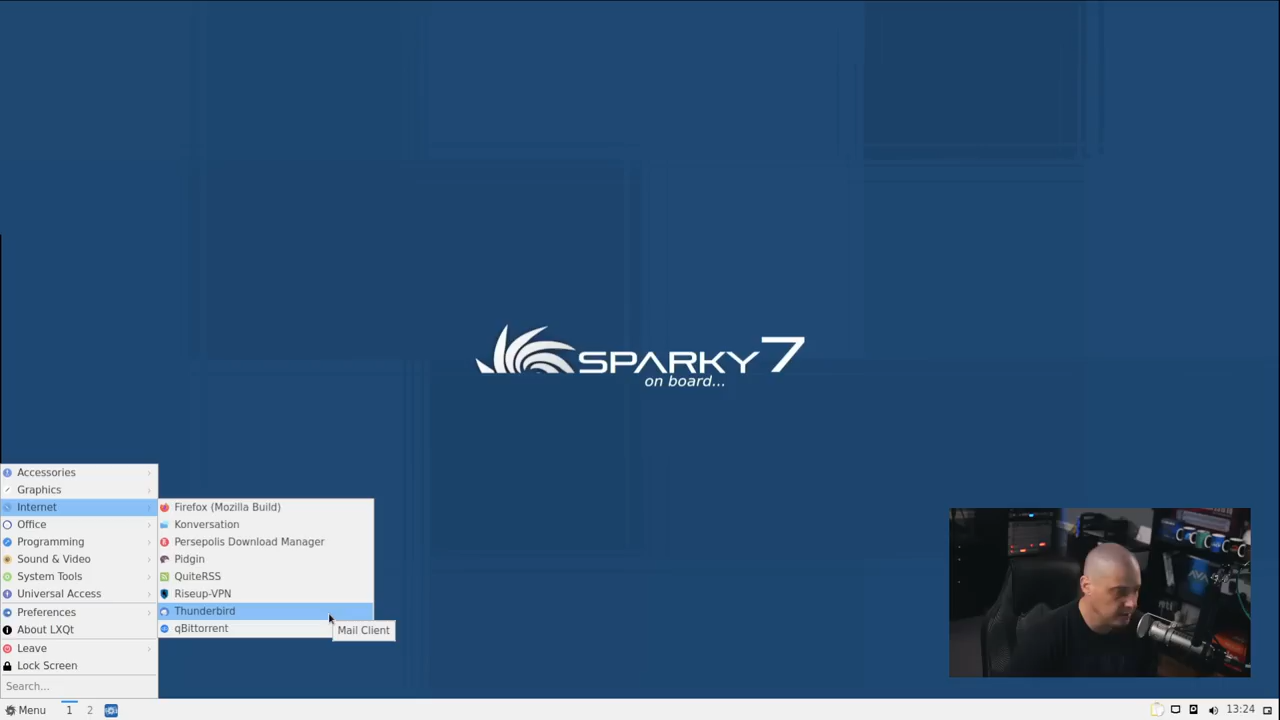 SPARKY 7
on board...
Accessories
Graphics
Internet
Office
Programming
Sound & Video
System Tools
Universal Access
Preferences
About LXQt
Leave
Lock Screen
Search...
Firefox (Mozilla Build)
Konversation
Persepolis Download Manager
Pidgin
QuiteRSS
Riseup-VPN
Thunderbird
qBittorrent
Mail Client
Menu
1
2
13:24